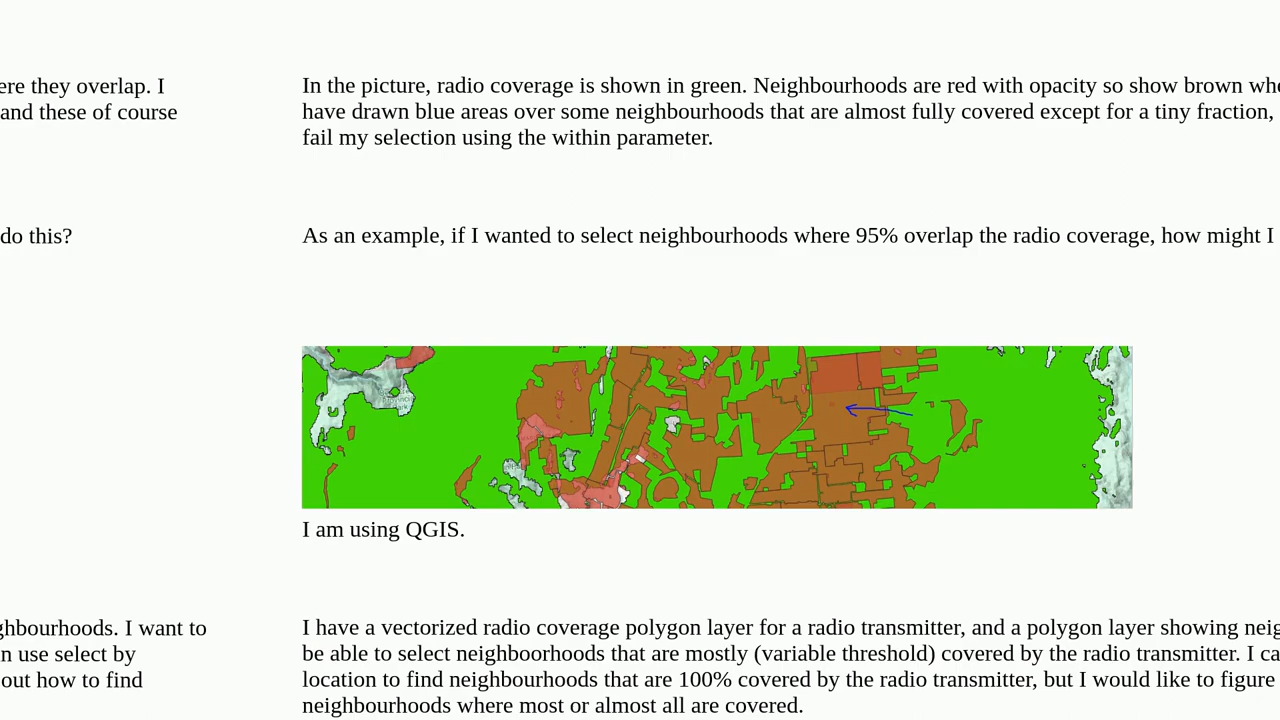 ere they overlap. I
and these of course
do this?
ghbourhoods. I want to
n use select by
out how to find
In the picture, radio coverage is shown in green. Neighbourhoods are red with opacity so show brown whe
have drawn blue areas over some neighbourhoods that are almost fully covered except for a tiny fraction,
fail my selection using the within parameter.
As an example, if I wanted to select neighbourhoods where 95% overlap the radio coverage, how might I
I am using QGIS.
I have a vectorized radio coverage polygon layer for a radio transmitter, and a polygon layer showing neig
be able to select neighboorhoods that are mostly (variable threshold) covered by the radio transmitter. I ca
location to find neighbourhoods that are 100% covered by the radio transmitter, but I would like to figure
neighbourhoods where most or almost all are covered.